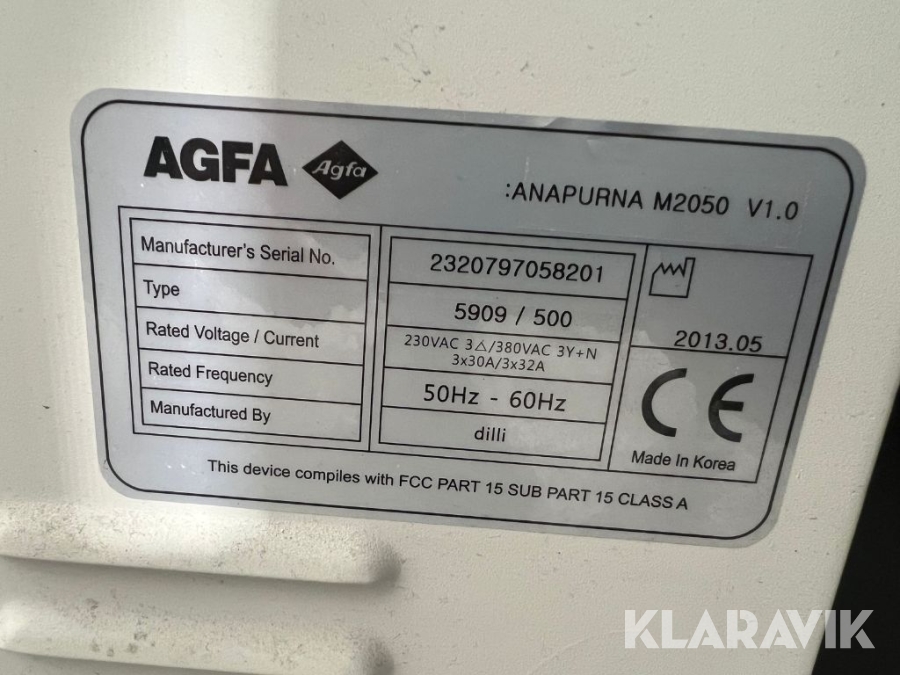 AGFA Agfa
:ANAPURNA M2050 V1.0
Manufacturer's Serial No. 2320797058201
Type 5909 / 500
Rated Voltage / Current 230VAC 3△/380VAC 3Y+N
3x30A/3x32A
Rated Frequency 50Hz - 60Hz
Manufactured By dilli
2013.05
CE
Made In Korea
This device compiles with FCC PART 15 SUB PART 15 CLASS A
KLARAVIK